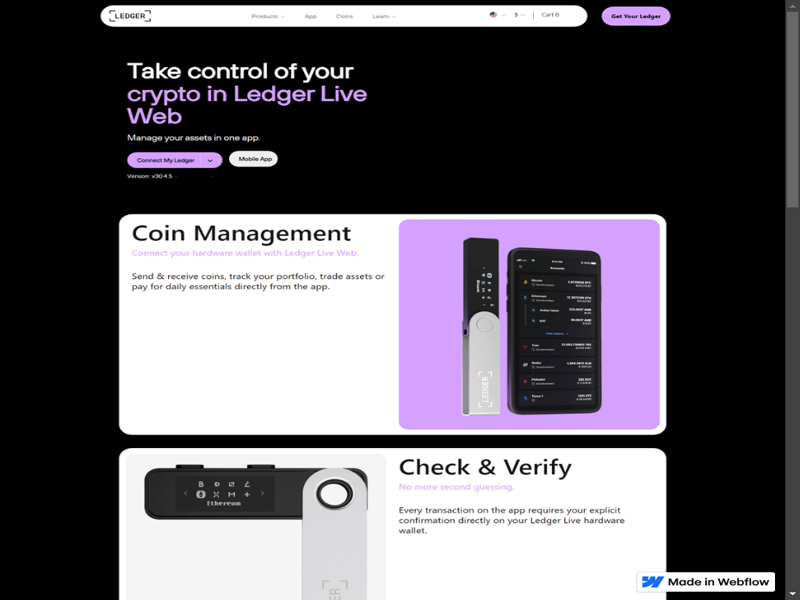 LEDGER
Products
App
Coins
Learn
$
Cart 0
Get Your Ledger
Take control of your
crypto in Ledger Live
Web
Manage your assets in one app.
Connect My Ledger
Mobile App
Version: v30.4.5
Coin Management
Connect your hardware wallet with Ledger Live Web.
Send & receive coins, track your portfolio, trade assets or
pay for daily essentials directly from the app.
Accounts
Bitcoin
Ethereum
LEDGER
Check & Verify
No more second guessing.
Every transaction on the app requires your explicit
confirmation directly on your Ledger Live hardware
wallet.
Ethereum
Made in Webflow